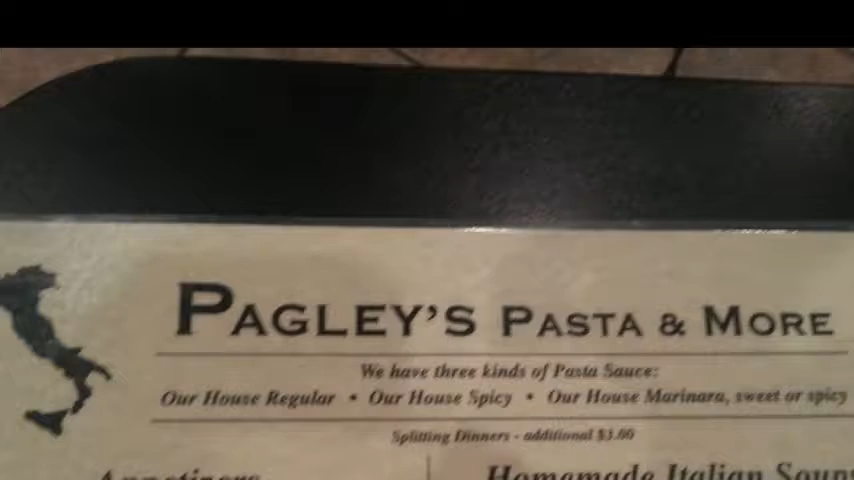 PAGLEY'S PASTA & MORE
We have three kinds of Pasta Sauce:
Our House Regular • Our House Spicy • Our House Marinara, sweet or spicy
Splitting Dinners - additional $3.00
Appetizers
Homemade Italian Soups